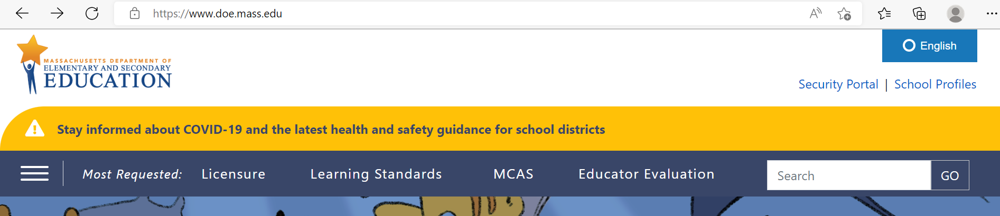 https://www.doe.mass.edu
English
MASSACHUSETTS DEPARTMENT OF
ELEMENTARY AND SECONDARY
EDUCATION
Security Portal | School Profiles
Stay informed about COVID-19 and the latest health and safety guidance for school districts
Most Requested: Licensure Learning Standards MCAS Educator Evaluation Search GO